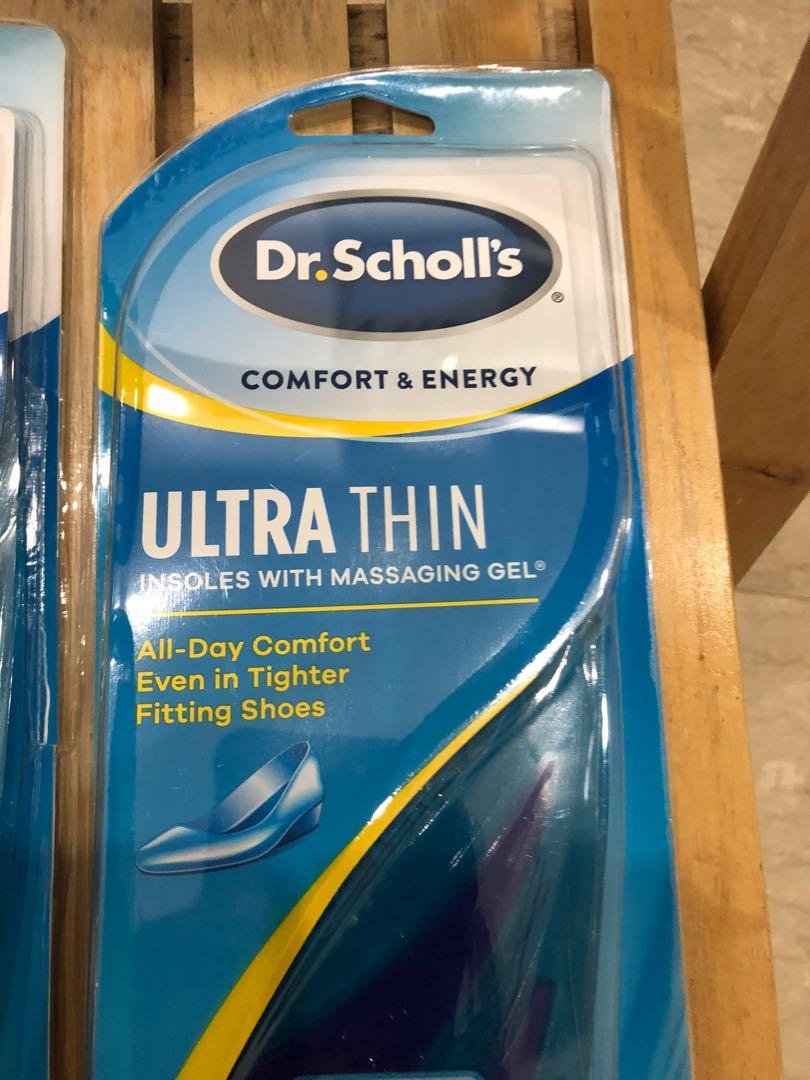 Dr.Scholl's®
COMFORT & ENERGY
ULTRA THIN
INSOLES WITH MASSAGING GEL®
All-Day Comfort
Even in Tighter
Fitting Shoes